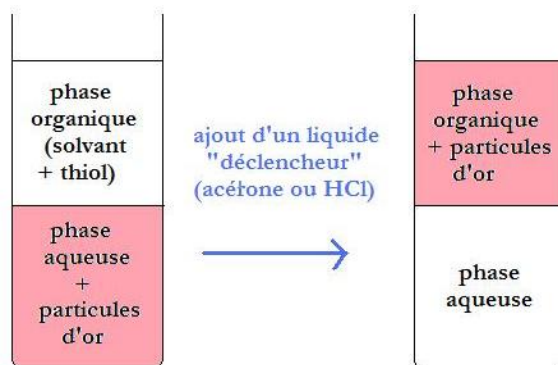 phase
organique
(solvant
+ thiol)
phase
aqueuse
+
particules
d'or
ajout d'un liquide
"déclencheur"
(acétone ou HCl)
phase
organique
+ particules
d'or
phase
aqueuse